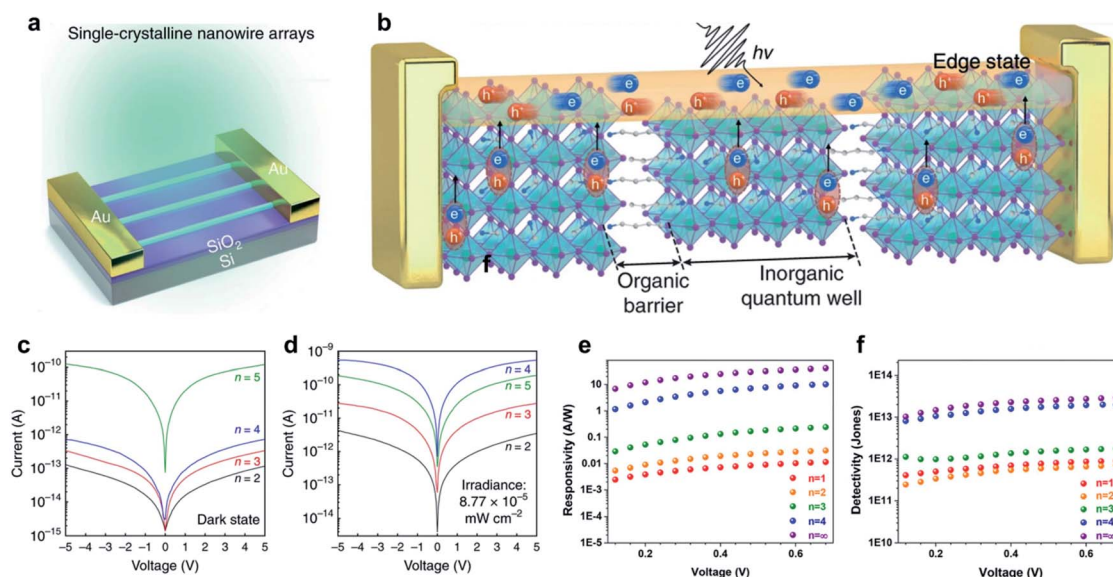 a
Single-crystalline nanowire arrays
Au
Au
SiO2
Si
b
hν
Edge state
e
e
e
e
e
e
h+
h+
h+
h+
h+
h+
h+
e
h+
e
h+
e
h+
e
h+
e
h+
e
h+
f
Organic
barrier
Inorganic
quantum well
c
Current (A)
10⁻¹⁰
10⁻¹¹
10⁻¹²
10⁻¹³
10⁻¹⁴
10⁻¹⁵
n = 5
n = 4
n = 3
n = 2
Dark state
−5 −4 −3 −2 −1 0 1 2 3 4 5
Voltage (V)
d
Current (A)
10⁻⁹
10⁻¹⁰
10⁻¹¹
10⁻¹²
10⁻¹³
10⁻¹⁴
n = 4
n = 5
n = 3
n = 2
Irradiance:
8.77 × 10⁻⁵
mW cm⁻²
−5 −4 −3 −2 −1 0 1 2 3 4 5
Voltage (V)
e
Responsivity (A/W)
10
1
0.1
0.01
1E-3
1E-5
n=1
n=2
n=3
n=4
n=∞
0.2 0.4 0.6
Voltage (V)
f
Detectivity (Jones)
1E14
1E13
1E12
1E11
1E10
n=1
n=2
n=3
n=4
n=∞
0.2 0.4 0.6
Voltage (V)